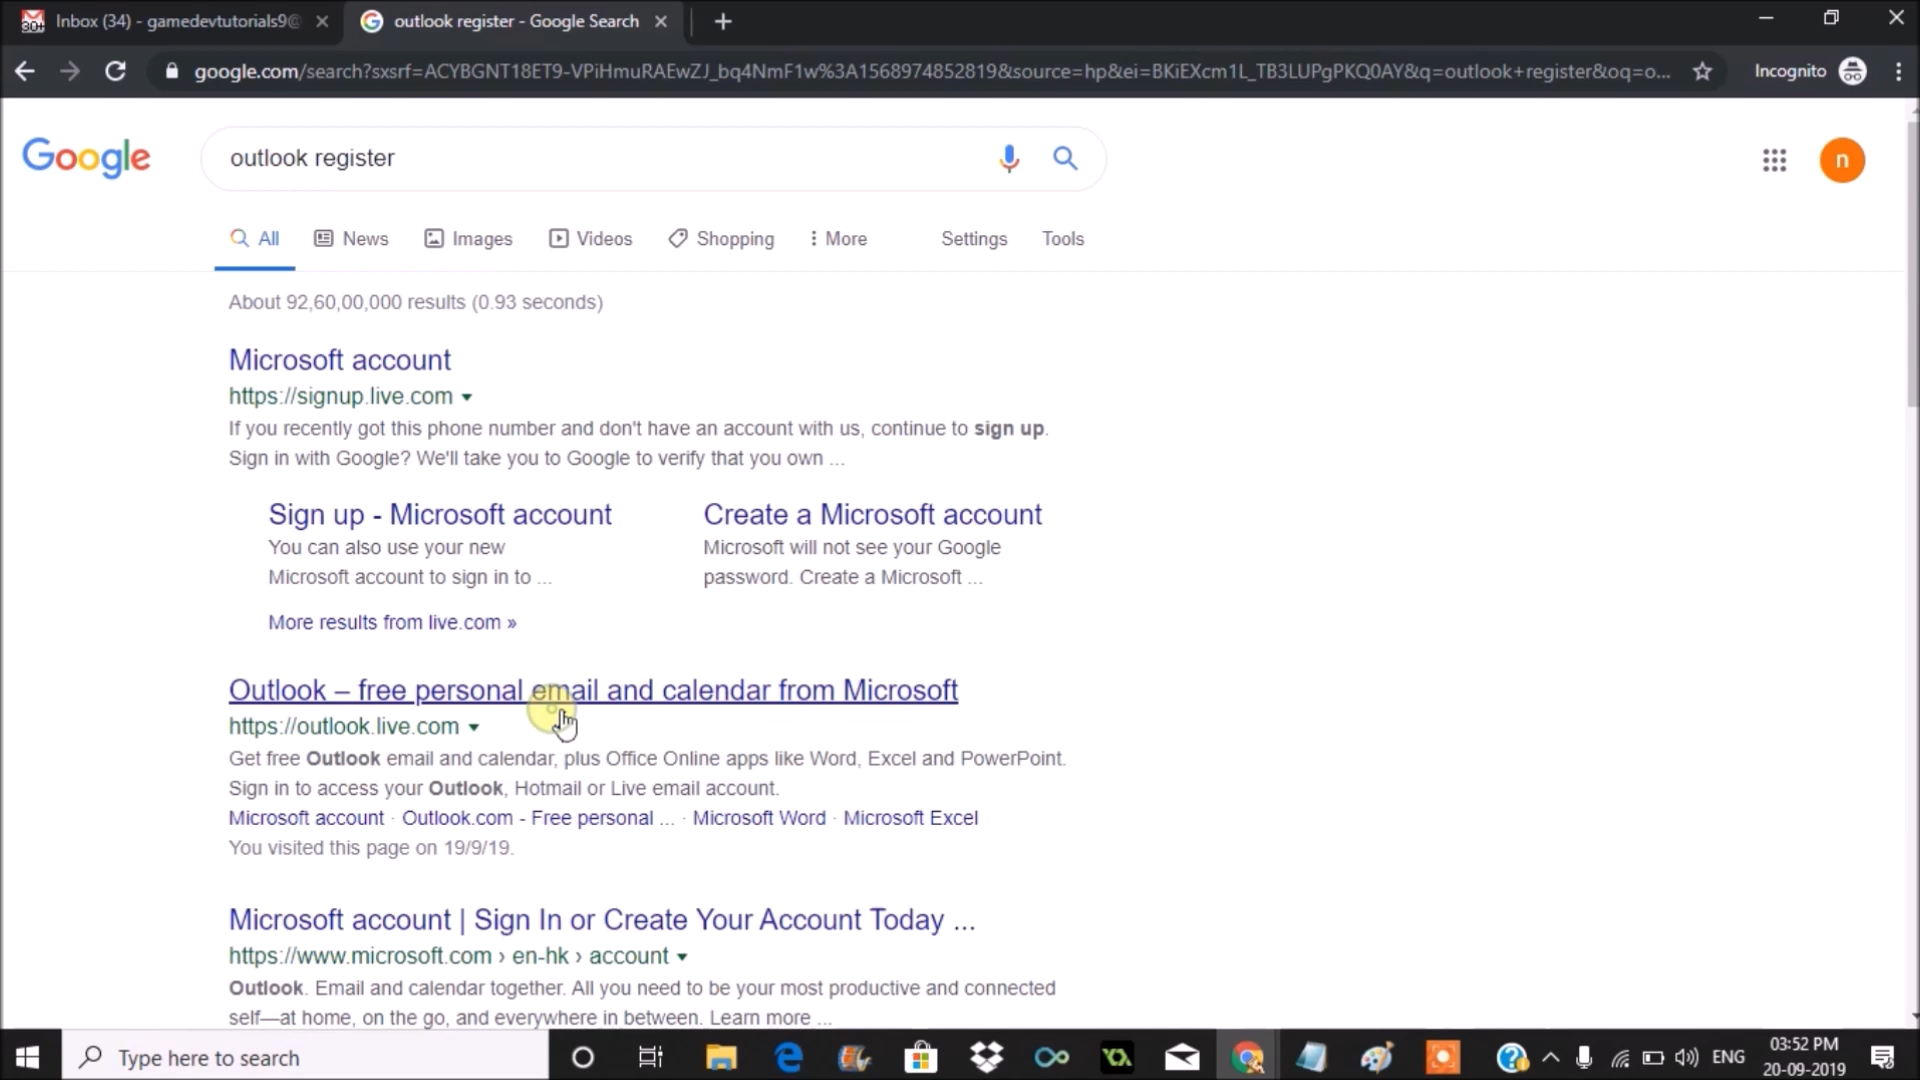 Inbox (34) - gamedevtutorials9@
outlook register - Google Search
google.com/search?sxsrf=ACYBGNT18ET9-VPiHmuRAEwZJ_bq4NmF1w%3A1568974852819&source=hp&ei=BKiEXcm1L_TB3LUPgPKQ0AY&q=outlook+register&oq=o...
Incognito
Google
outlook register
n
All
News
Images
Videos
Shopping
More
Settings
Tools
About 92,60,00,000 results (0.93 seconds)
Microsoft account
https://signup.live.com
If you recently got this phone number and don't have an account with us, continue to sign up.
Sign in with Google? We'll take you to Google to verify that you own ...
Sign up - Microsoft account
You can also use your new
Microsoft account to sign in to ...
Create a Microsoft account
Microsoft will not see your Google
password. Create a Microsoft ...
More results from live.com »
Outlook – free personal email and calendar from Microsoft
https://outlook.live.com
Get free Outlook email and calendar, plus Office Online apps like Word, Excel and PowerPoint.
Sign in to access your Outlook, Hotmail or Live email account.
Microsoft account · Outlook.com - Free personal ... · Microsoft Word · Microsoft Excel
You visited this page on 19/9/19.
Microsoft account | Sign In or Create Your Account Today ...
https://www.microsoft.com › en-hk › account
Outlook. Email and calendar together. All you need to be your most productive and connected
self—at home, on the go, and everywhere in between. Learn more ...
Type here to search
ENG
03:52 PM
20-09-2019